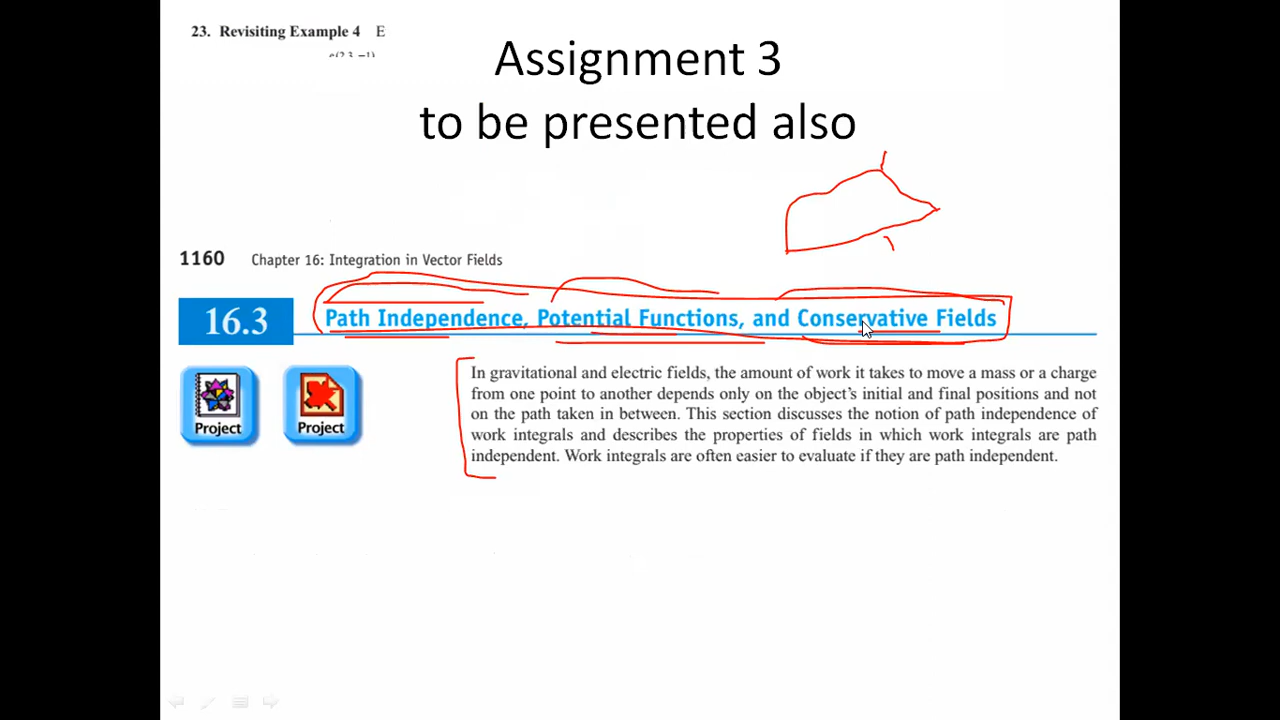 23. Revisiting Example 4 E
Assignment 3
to be presented also
1160 Chapter 16: Integration in Vector Fields
16.3 Path Independence, Potential Functions, and Conservative Fields
Project Project
In gravitational and electric fields, the amount of work it takes to move a mass or a charge
from one point to another depends only on the object's initial and final positions and not
on the path taken in between. This section discusses the notion of path independence of
work integrals and describes the properties of fields in which work integrals are path
independent. Work integrals are often easier to evaluate if they are path independent.